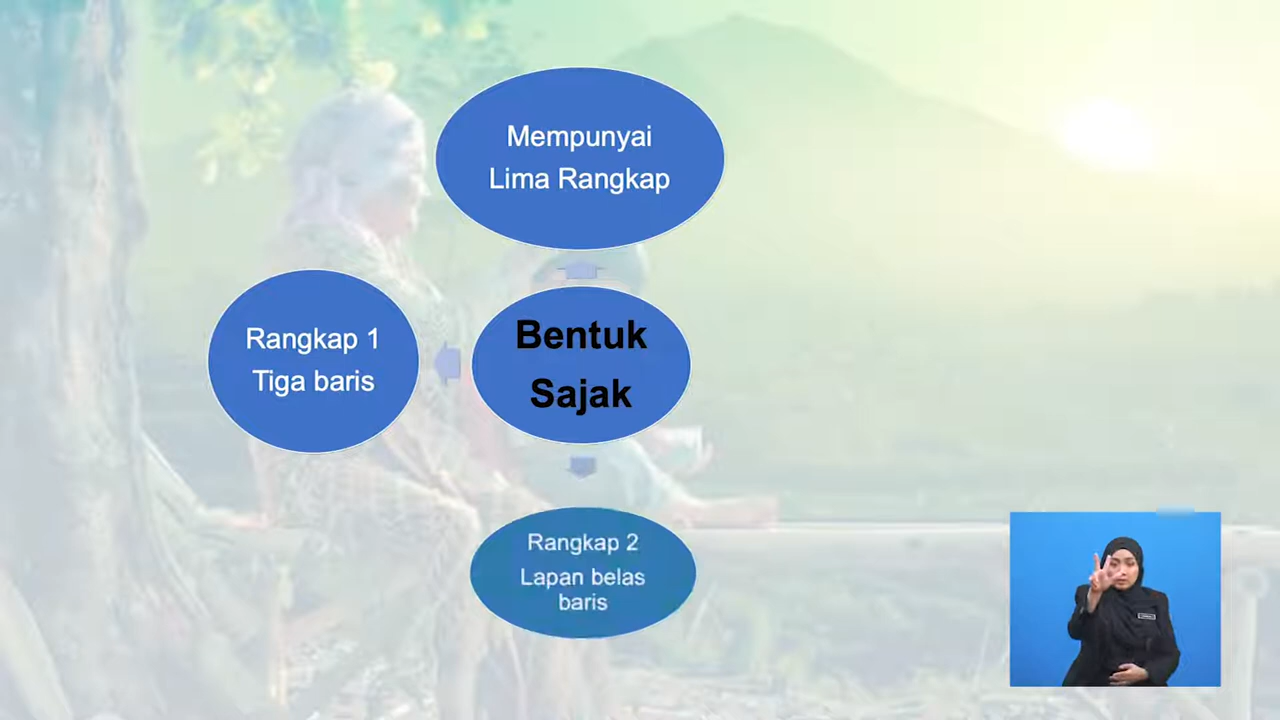 Mempunyai
Lima Rangkap
Rangkap 1
Tiga baris
Bentuk
Sajak
Rangkap 2
Lapan belas
baris